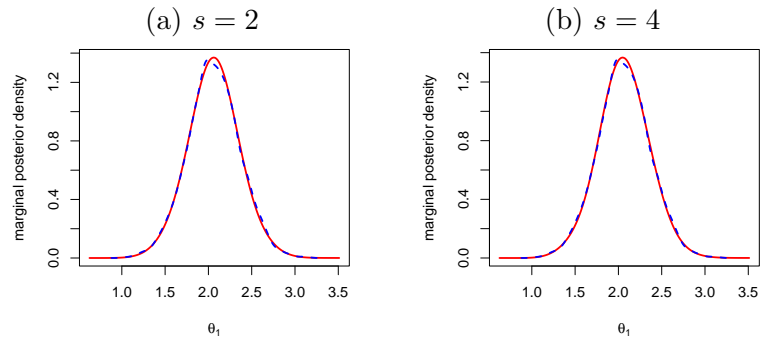 (a) s = 2
(b) s = 4
marginal posterior density
0.0 0.4 0.8 1.2
1.0 1.5 2.0 2.5 3.0 3.5
θ₁
marginal posterior density
0.0 0.4 0.8 1.2
1.0 1.5 2.0 2.5 3.0 3.5
θ₁